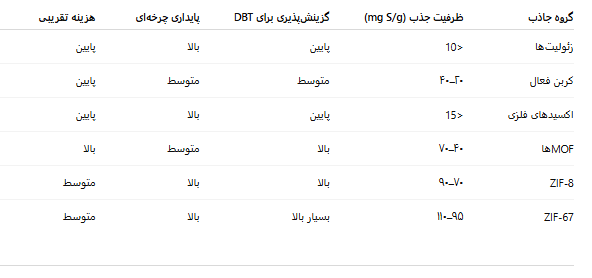 گروه جاذب ظرفیت جذب (mg S/g) گزینش‌پذیری برای DBT پایداری چرخه‌ای هزینه تقریبی
زئولیت‌ها <10 پایین بالا پایین
کربن فعال ۲۰–۴۰ متوسط متوسط پایین
اکسیدهای فلزی <15 پایین بالا پایین
MOFها ۴۰–۷۰ بالا متوسط بالا
ZIF-8 ۷۰–۹۰ بالا بالا متوسط
ZIF-67 ۹۵–۱۱۰ بسیار بالا بالا متوسط